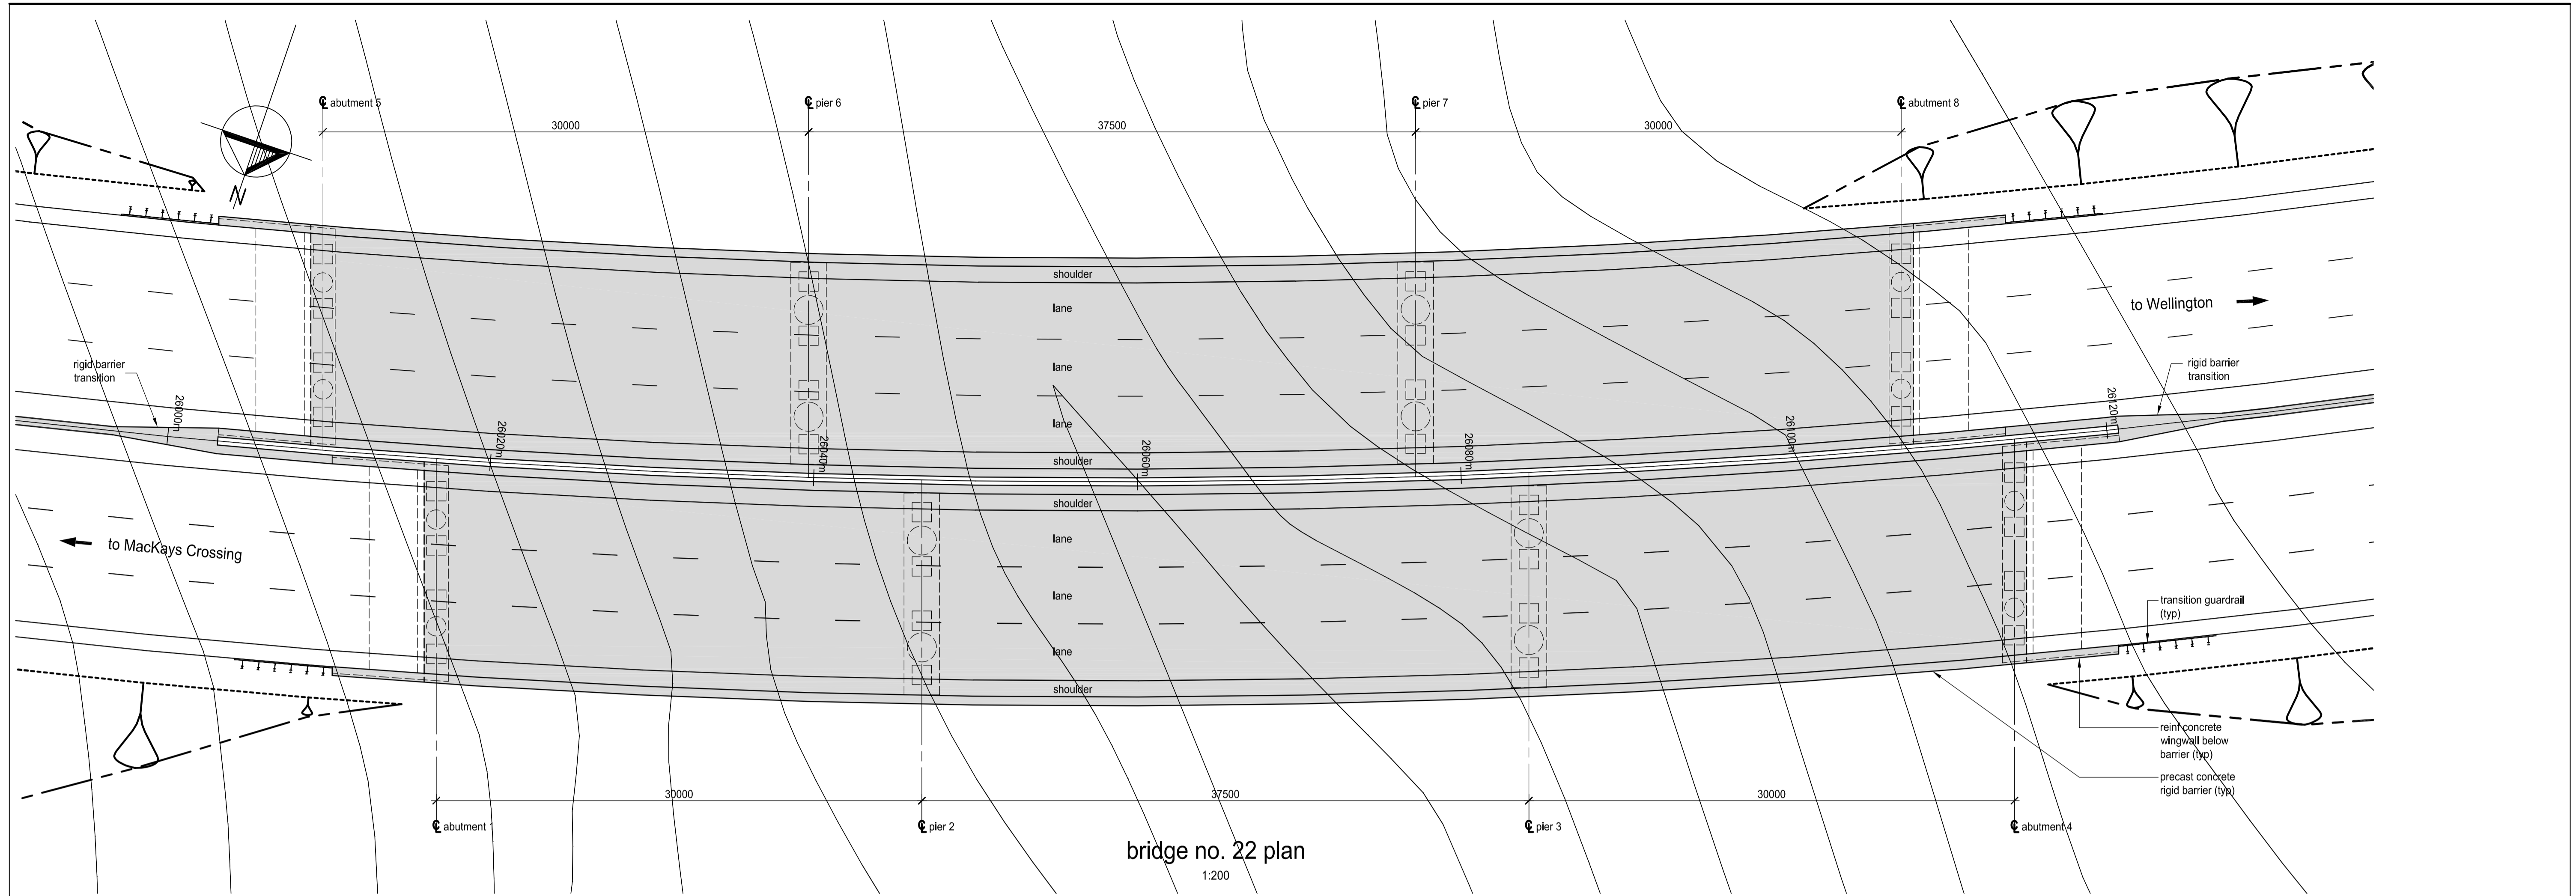 ℄ abutment 5
℄ pier 6
℄ pier 7
℄ abutment 8
30000
37500
30000
N
shoulder
lane
to Wellington
rigid barrier
transition
lane
rigid barrier
transition
26000m
lane
26120m
26020m
26040m
shoulder
26060m
26080m
26100m
shoulder
to MacKays Crossing
lane
lane
transition guardrail
(typ)
lane
shoulder
reinf concrete
wingwall below
barrier (typ)
precast concrete
rigid barrier (typ)
30000
37500
30000
℄ abutment 1
℄ pier 2
℄ pier 3
℄ abutment 4
bridge no. 22 plan
1:200